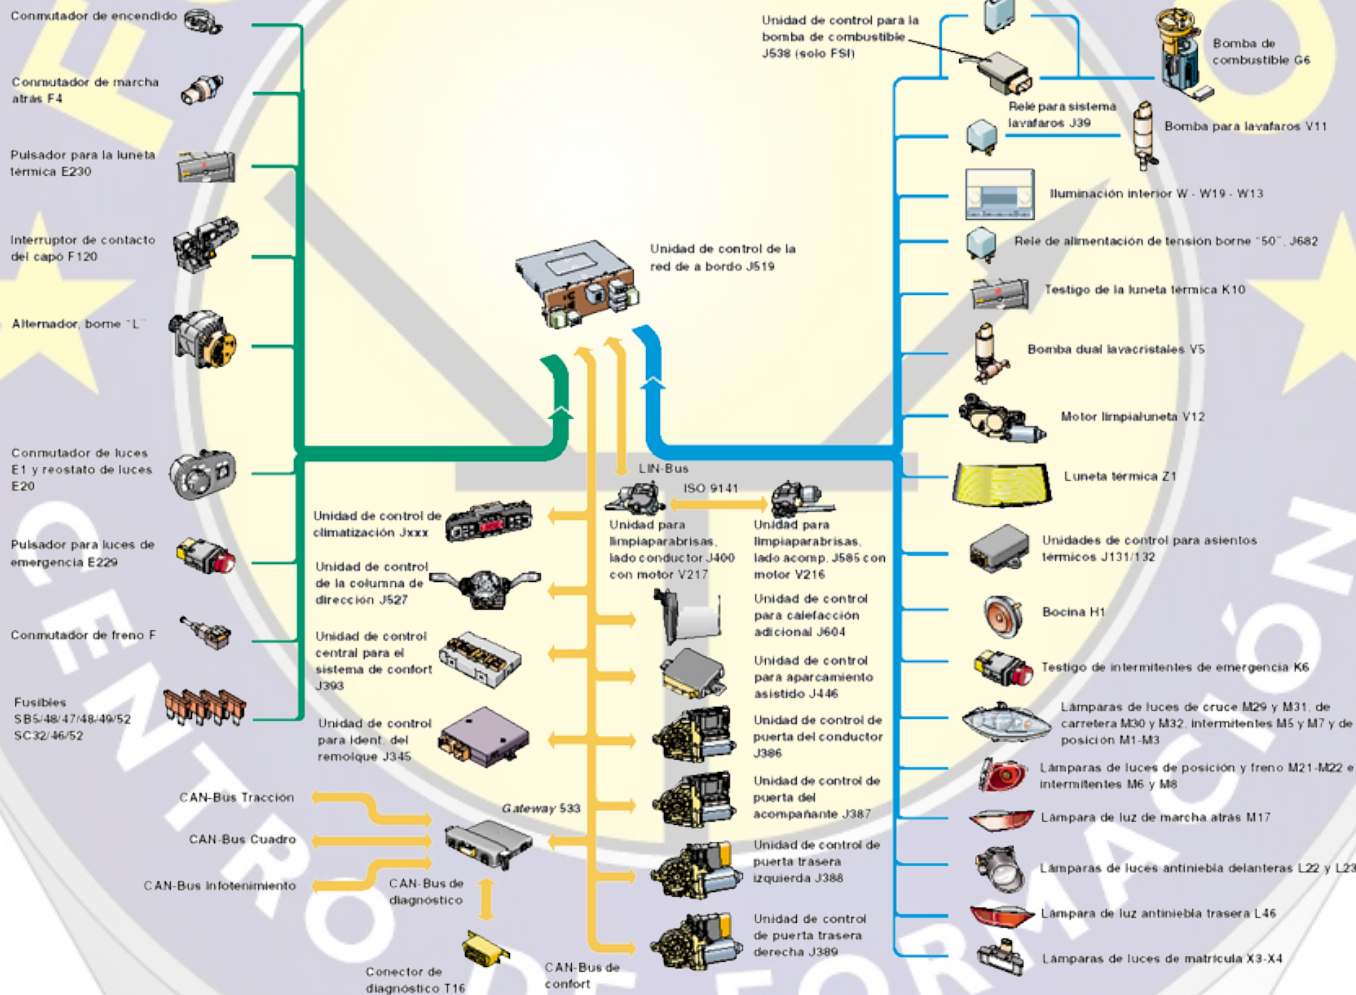 Conmutador de encendido
Conmutador de marcha
atrás F4
Pulsador para la luneta
térmica E230
Interruptor de contacto
del capó F120
Alternador, borne ¨L¨
Conmutador de luces
E1 y reostato de luces
E20
Pulsador para luces de
emergencia E229
Conmutador de freno F
Fusibles
SB5/48/47/48/49/52
SC32/46/52
Unidad de control de la
red de a bordo J519
LIN-Bus
ISO 9141
Unidad para
limpiaparabrisas,
lado conductor J400
con motor V217
Unidad para
limpiaparabrisas,
lado acomp. J585 con
motor V216
Unidad de control de
climatización Jxxx
Unidad de control
de la columna de
dirección J527
Unidad de control
central para el
sistema de confort
J393
Unidad de control
para ident. del
remolque J345
Unidad de control
para calefacción
adicional J604
Unidad de control
para aparcamiento
asistido J446
Unidad de control de
puerta del conductor
J386
Unidad de control de
puerta del
acompañante J387
Unidad de control de
puerta trasera
izquierda J388
Unidad de control
de puerta trasera
derecha J389
CAN-Bus Tracción
CAN-Bus Cuadro
CAN-Bus Infotenimiento
Gateway 533
CAN-Bus de
diagnóstico
Conector de
diagnóstico T16
CAN-Bus de
confort
Unidad de control para la
bomba de combustible
J538 (solo FSI)
Bomba de
combustible G6
Relé para sistema
lavafaros J39
Bomba para lavafaros V11
Iluminación interior W - W19 - W13
Relé de alimentación de tensión borne ¨50¨, J682
Testigo de la luneta térmica K10
Bomba dual lavacristales V5
Motor limpialuneta V12
Luneta térmica Z1
Unidades de control para asientos
térmicos J131/132
Bocina H1
Testigo de intermitentes de emergencia K6
Lámparas de luces de cruce M29 y M31, de
carretera M30 y M32, intermitentes M5 y M7 y de
posición M1-M3
Lámparas de luces de posición y freno M21-M22 e
intermitentes M6 y M8
Lámpara de luz de marcha atrás M17
Lámparas de luces antiniebla delanteras L22 y L23
Lámpara de luz antiniebla trasera L46
Lámparas de luces de matrícula X3-X4
CENTRO DE FORMACIÓN